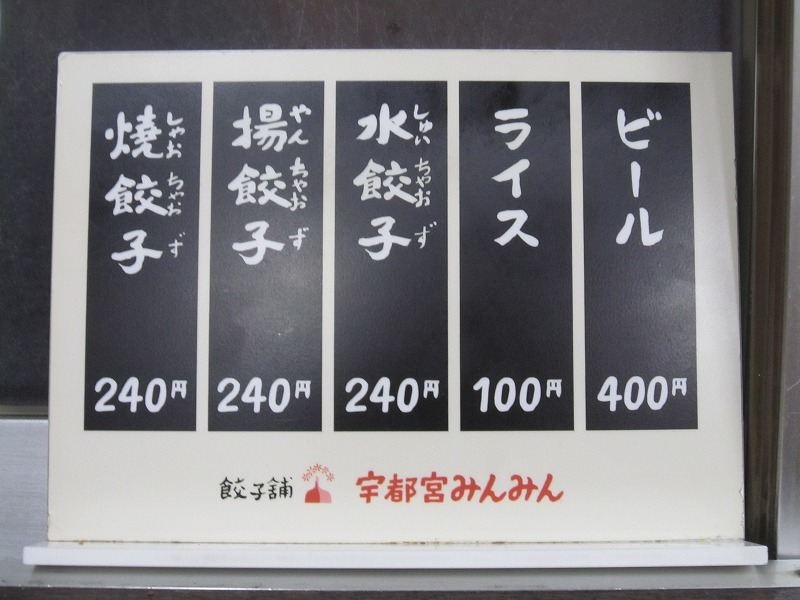 ビール
400円
ライス
100円
水餃子
しゅい ちゃお ず
240円
揚餃子
やん ちゃお ず
240円
焼餃子
しゃお ちゃお ず
240円
餃子舗 宇都宮みんみん